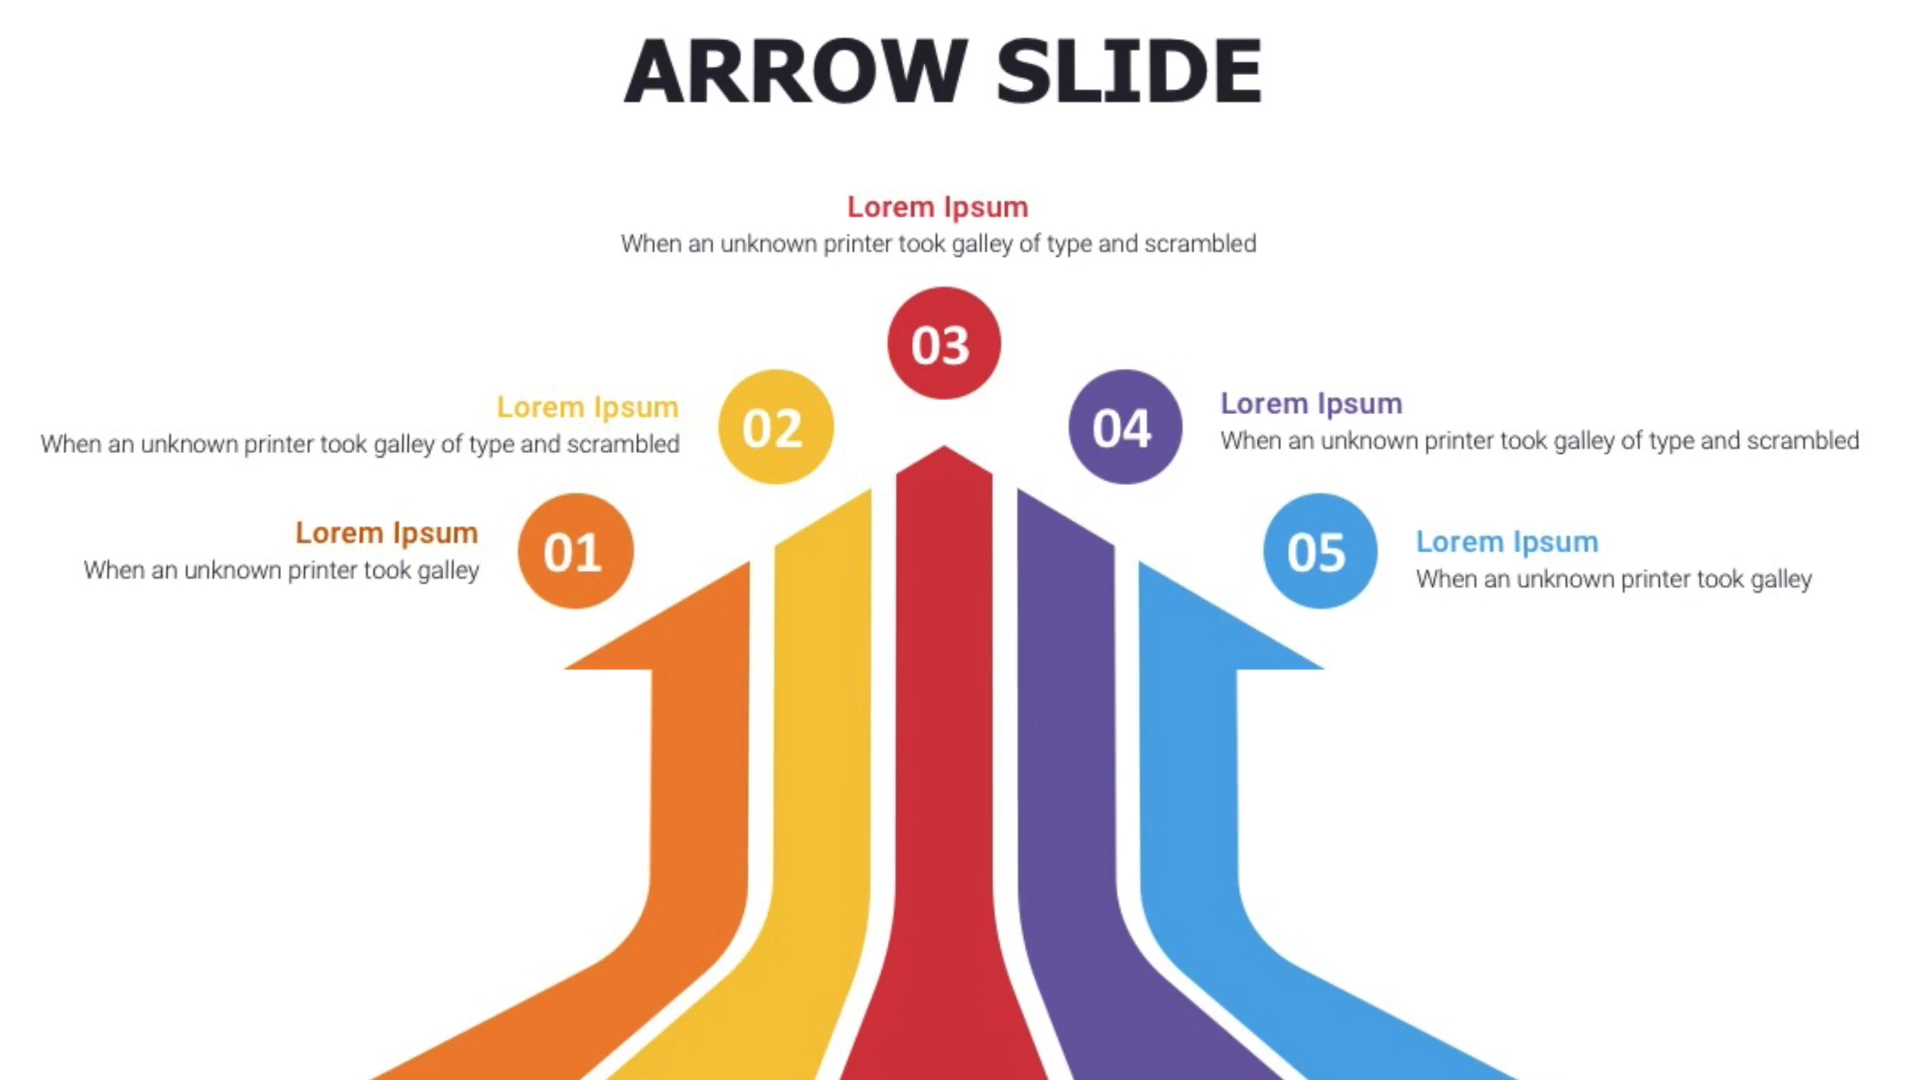 ARROW SLIDE
Lorem Ipsum
When an unknown printer took galley of type and scrambled
03
Lorem Ipsum
When an unknown printer took galley of type and scrambled
02
04
Lorem Ipsum
When an unknown printer took galley of type and scrambled
Lorem Ipsum
When an unknown printer took galley
01
05
Lorem Ipsum
When an unknown printer took galley